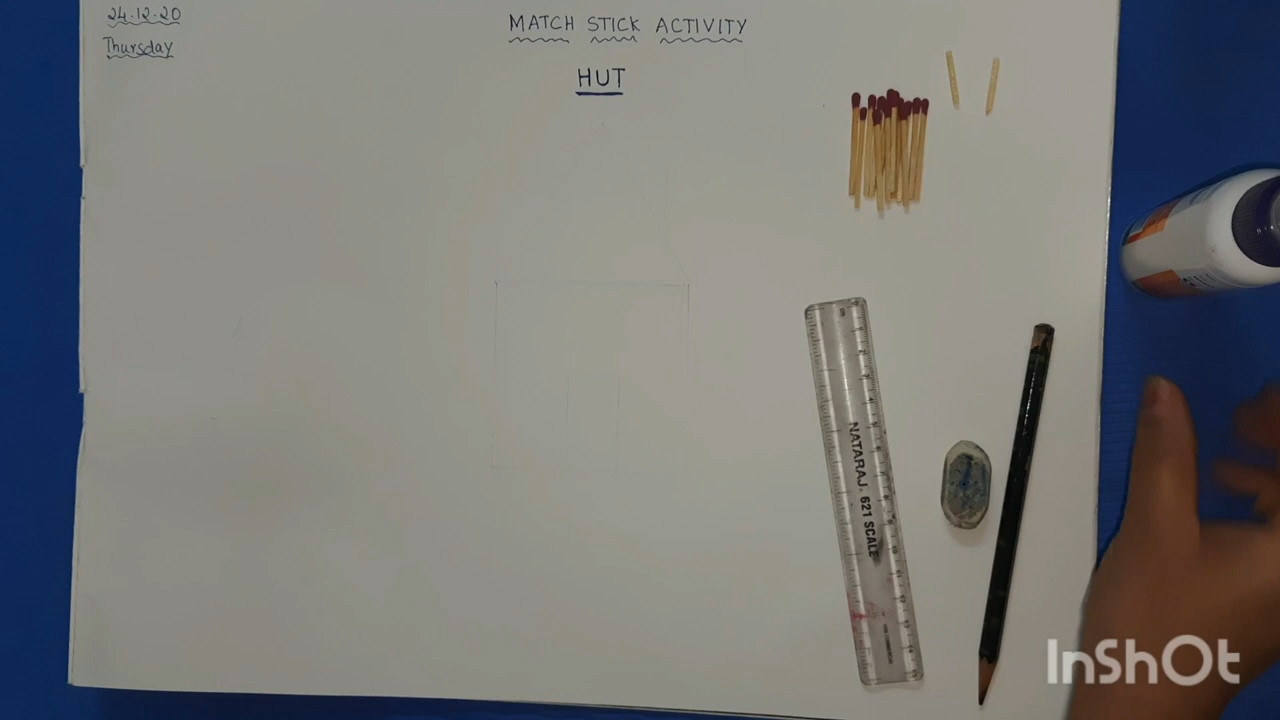 24.12.20
Thursday
MATCH STICK ACTIVITY
HUT
NATARAJ. 621 SCALE
InShOt